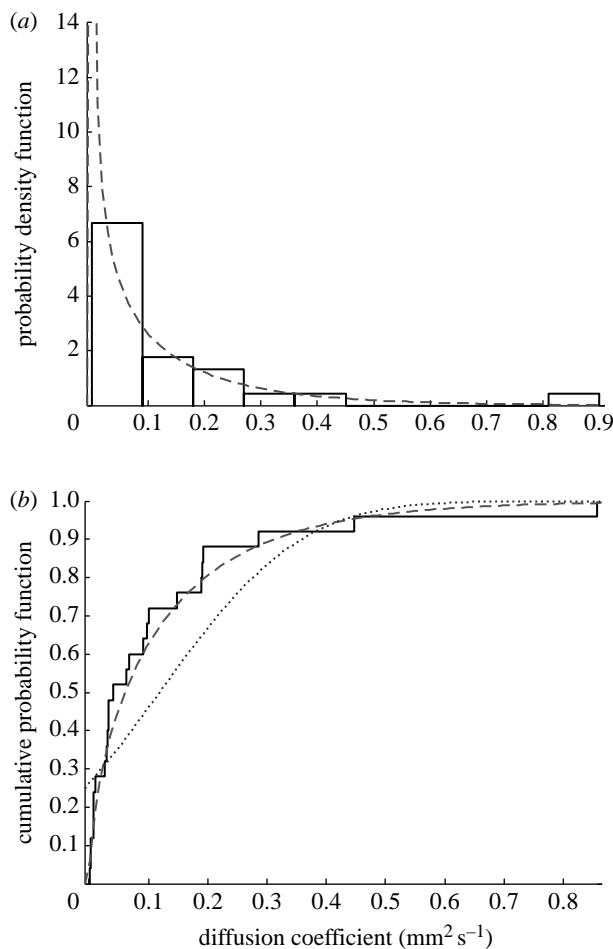 (a)
14
12
10
8
6
4
2
probability density function
0 0.1 0.2 0.3 0.4 0.5 0.6 0.7 0.8 0.9
(b)
1.0
0.9
0.8
0.7
0.6
0.5
0.4
0.3
0.2
0.1
cumulative probability function
0 0.1 0.2 0.3 0.4 0.5 0.6 0.7 0.8
diffusion coefficient (mm² s⁻¹)